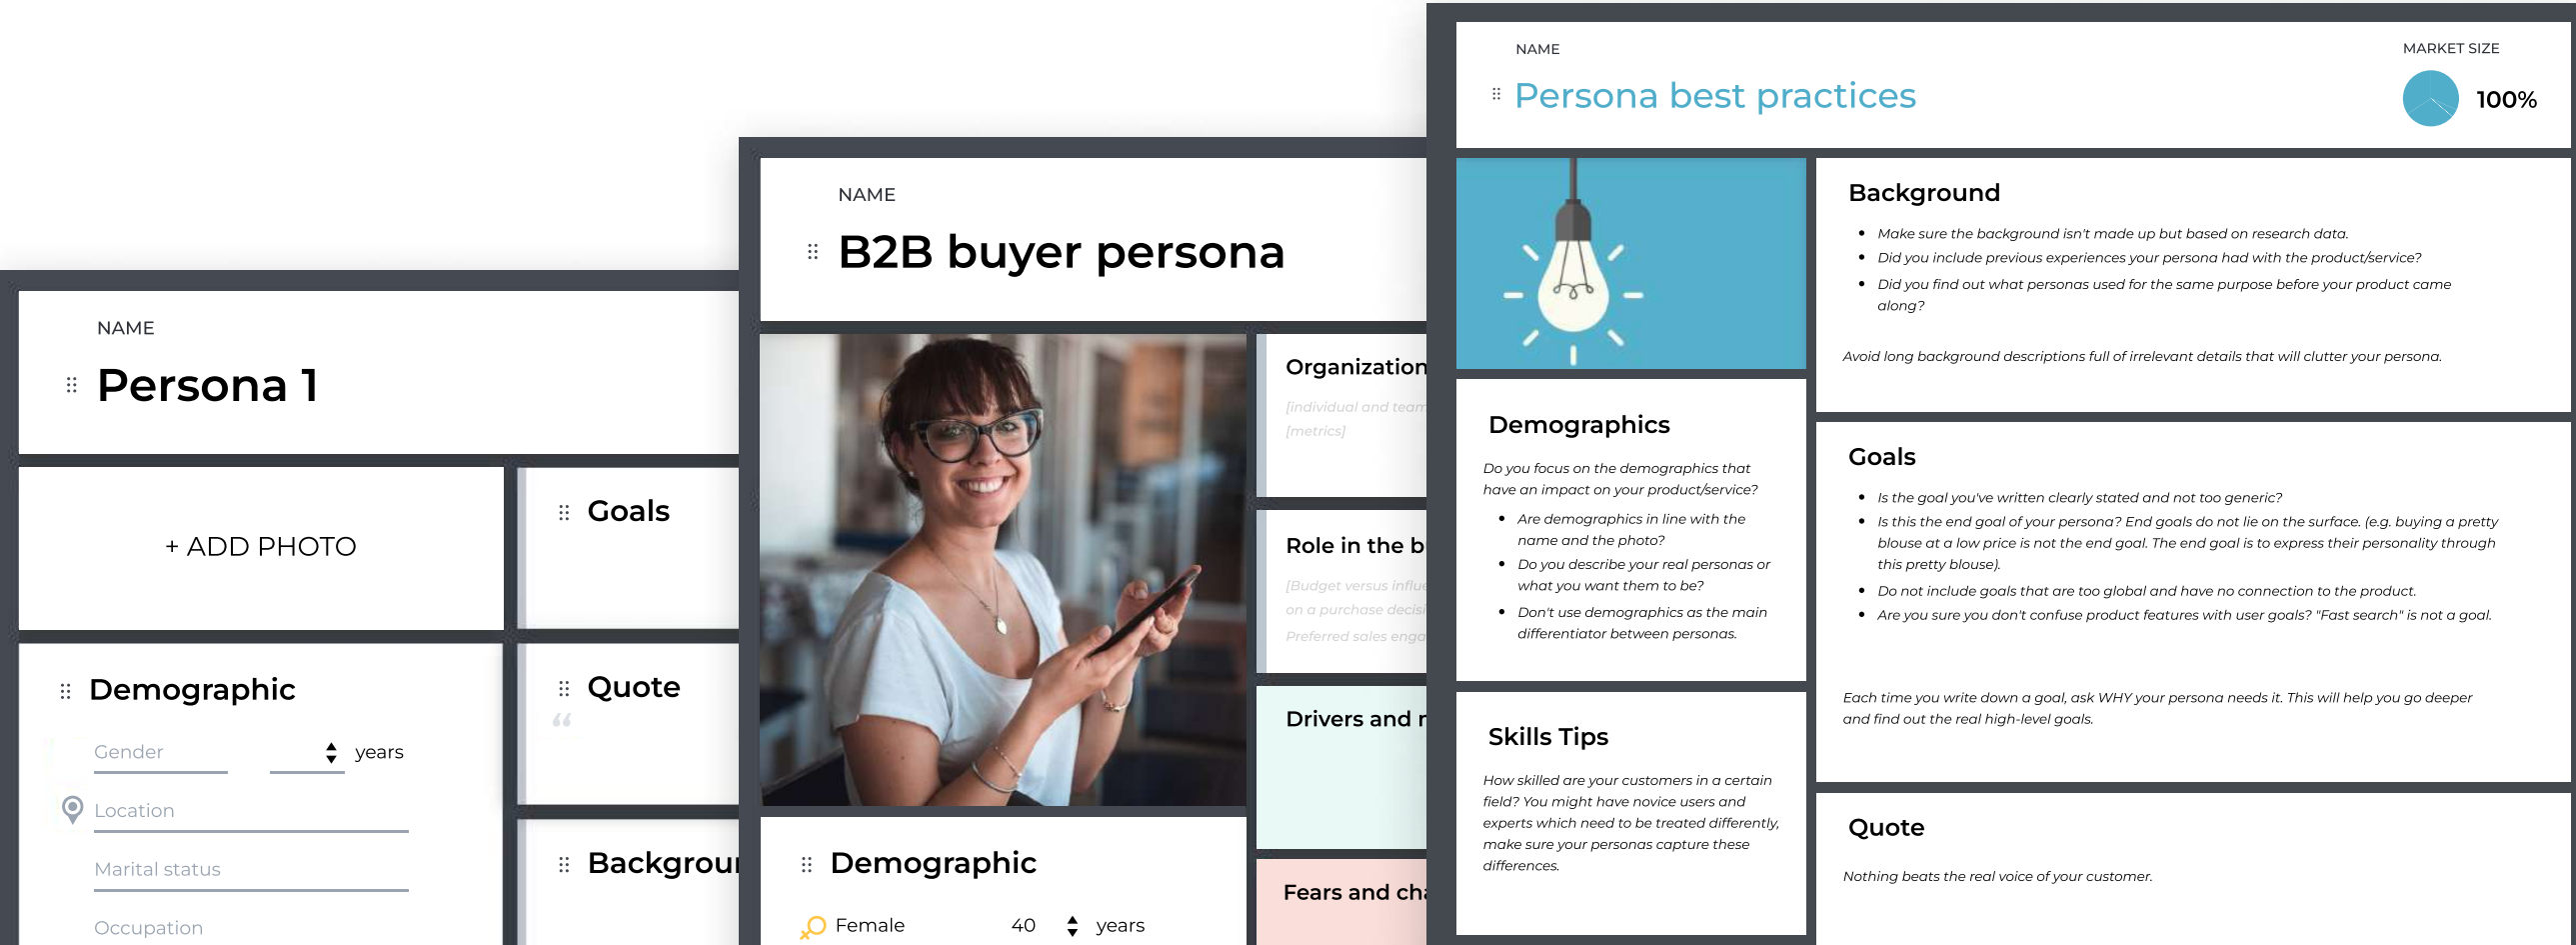 NAME
Persona 1
+ ADD PHOTO
Demographic
Gender
years
Location
Marital status
Occupation
Goals
Quote
“
NAME
B2B buyer persona
Organization
[individual and team
[metrics]
Role in the b
[Budget versus influe
on a purchase decisi
Preferred sales enga
Drivers and
Fears and cha
Demographic
Female 40 years
NAME
Persona best practices
MARKET SIZE
100%
Demographics
Do you focus on the demographics that
have an impact on your product/service?
• Are demographics in line with the
name and the photo?
• Do you describe your real personas or
what you want them to be?
• Don't use demographics as the main
differentiator between personas.
Skills Tips
How skilled are your customers in a certain
field? You might have novice users and
experts which need to be treated differently,
make sure your personas capture these
differences.
Background
• Make sure the background isn't made up but based on research data.
• Did you include previous experiences your persona had with the product/service?
• Did you find out what personas used for the same purpose before your product came
along?
Avoid long background descriptions full of irrelevant details that will clutter your persona.
Goals
• Is the goal you've written clearly stated and not too generic?
• Is this the end goal of your persona? End goals do not lie on the surface. (e.g. buying a pretty
blouse at a low price is not the end goal. The end goal is to express their personality through
this pretty blouse).
• Do not include goals that are too global and have no connection to the product.
• Are you sure you don't confuse product features with user goals? "Fast search" is not a goal.
Each time you write down a goal, ask WHY your persona needs it. This will help you go deeper
and find out the real high-level goals.
Quote
Nothing beats the real voice of your customer.